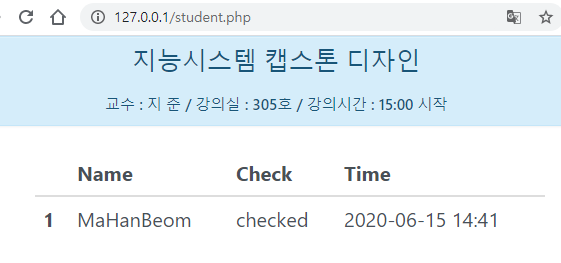 127.0.0.1/student.php
지능시스템 캡스톤 디자인
교수 : 지 준 / 강의실 : 305호 / 강의시간 : 15:00 시작
Name Check Time
1 MaHanBeom checked 2020-06-15 14:41